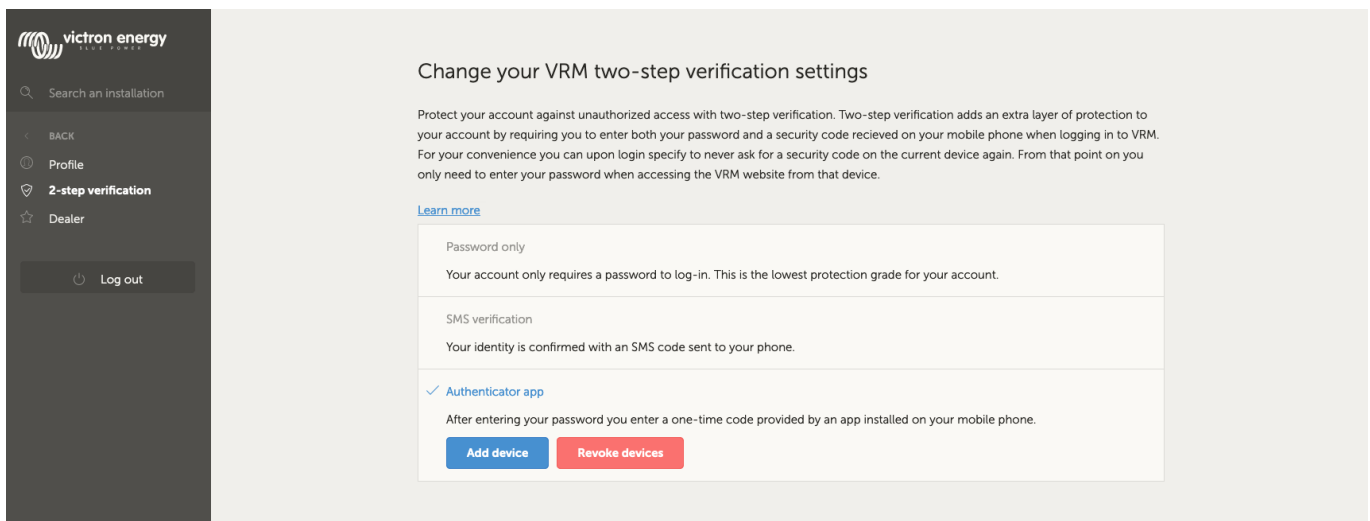 victron energy
BLUE POWER
Search an installation
BACK
Profile
2-step verification
Dealer
Log out
Change your VRM two-step verification settings
Protect your account against unauthorized access with two-step verification. Two-step verification adds an extra layer of protection to
your account by requiring you to enter both your password and a security code recieved on your mobile phone when logging in to VRM.
For your convenience you can upon login specify to never ask for a security code on the current device again. From that point on you
only need to enter your password when accessing the VRM website from that device.
Learn more
Password only
Your account only requires a password to log-in. This is the lowest protection grade for your account.
SMS verification
Your identity is confirmed with an SMS code sent to your phone.
Authenticator app
After entering your password you enter a one-time code provided by an app installed on your mobile phone.
Add device
Revoke devices